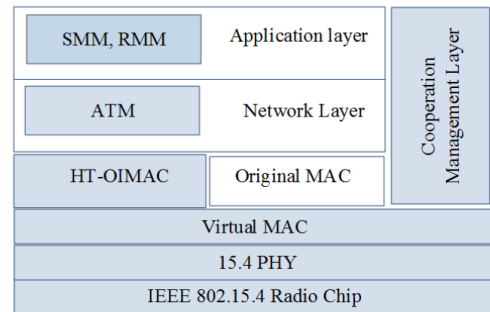 SMM, RMM
Application layer
ATM
Network Layer
HT-OIMAC
Original MAC
Cooperation
Management Layer
Virtual MAC
15.4 PHY
IEEE 802.15.4 Radio Chip